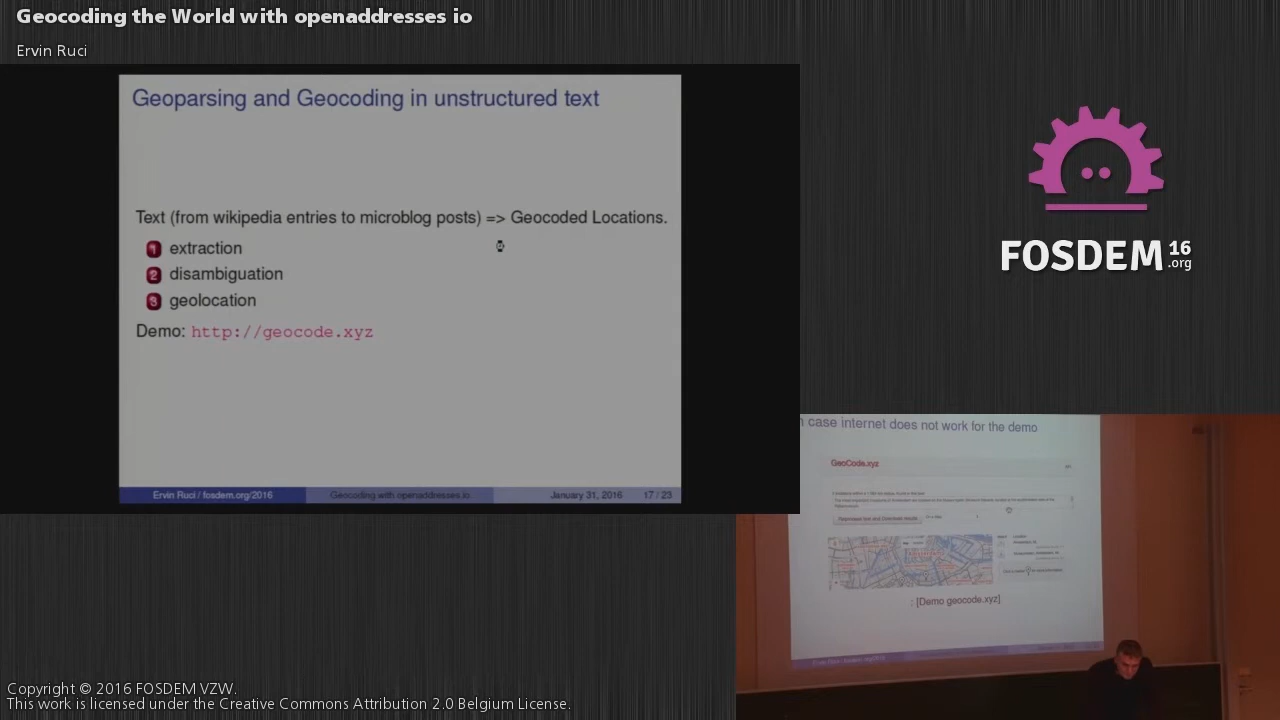 Geocoding the World with openaddresses io
Ervin Ruci
Geoparsing and Geocoding in unstructured text
Text (from wikipedia entries to microblog posts) => Geocoded Locations.
1 extraction
2 disambiguation
3 geolocation
Demo: http://geocode.xyz
Ervin Ruci / fosdem.org/2016 Geocoding with openaddresses.io January 31, 2016 17 / 23
FOSDEM 16 .org
case internet does not work for the demo
GeoCode.xyz
: [Demo geocode.xyz]
Copyright © 2016 FOSDEM VZW.
This work is licensed under the Creative Commons Attribution 2.0 Belgium License.